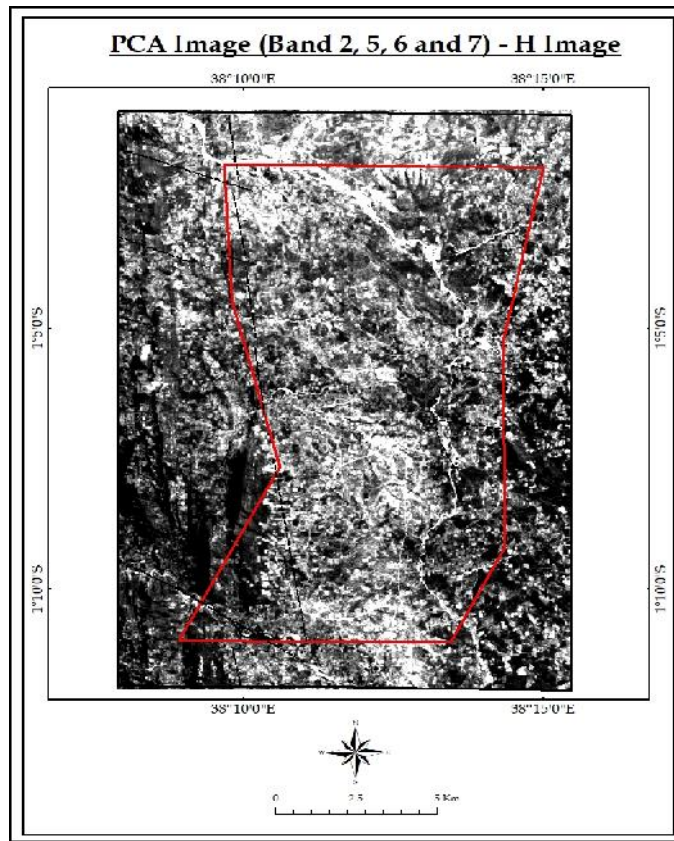 PCA Image (Band 2, 5, 6 and 7) - H Image
38°10'0"E 38°15'0"E
1°5'0"S 1°5'0"S
1°10'0"S 1°10'0"S
38°10'0"E 38°15'0"E
N
W E
S
0 2.5 5 Km